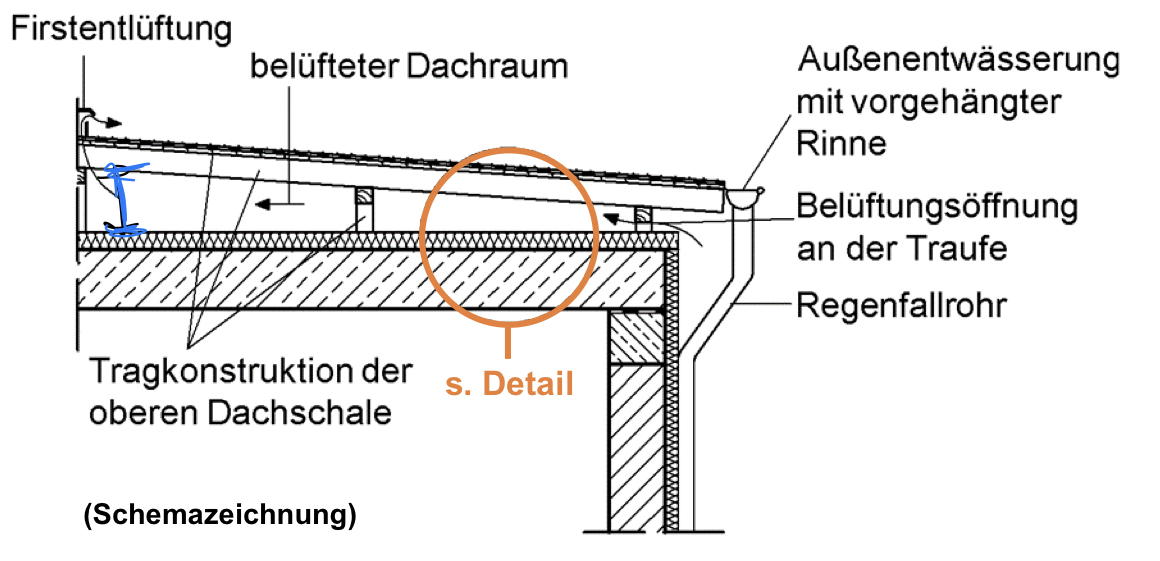 Firstentlüftung
belüfteter Dachraum
Außenentwässerung
mit vorgehängter
Rinne
Belüftungsöffnung
an der Traufe
Regenfallrohr
Tragkonstruktion der
oberen Dachschale
s. Detail
(Schemazeichnung)